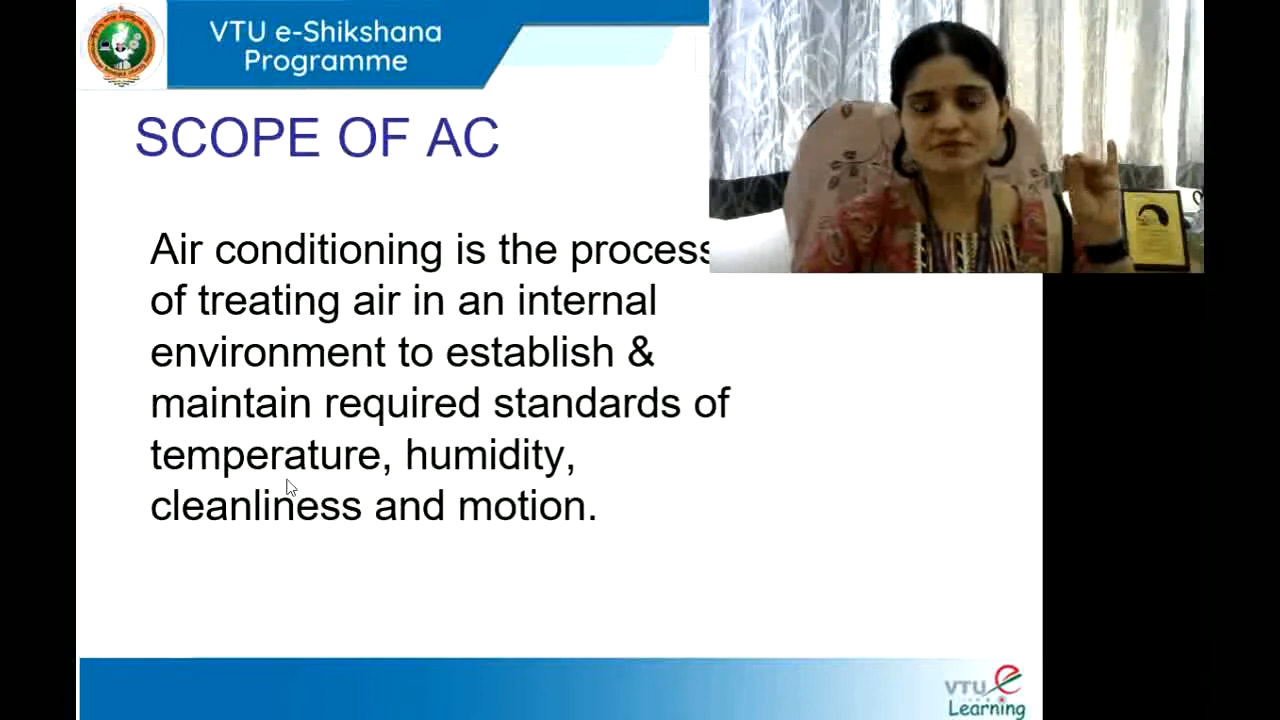 VTU e-Shikshana
Programme
SCOPE OF AC
Air conditioning is the process
of treating air in an internal
environment to establish &
maintain required standards of
temperature, humidity,
cleanliness and motion.
VTU e
Learning